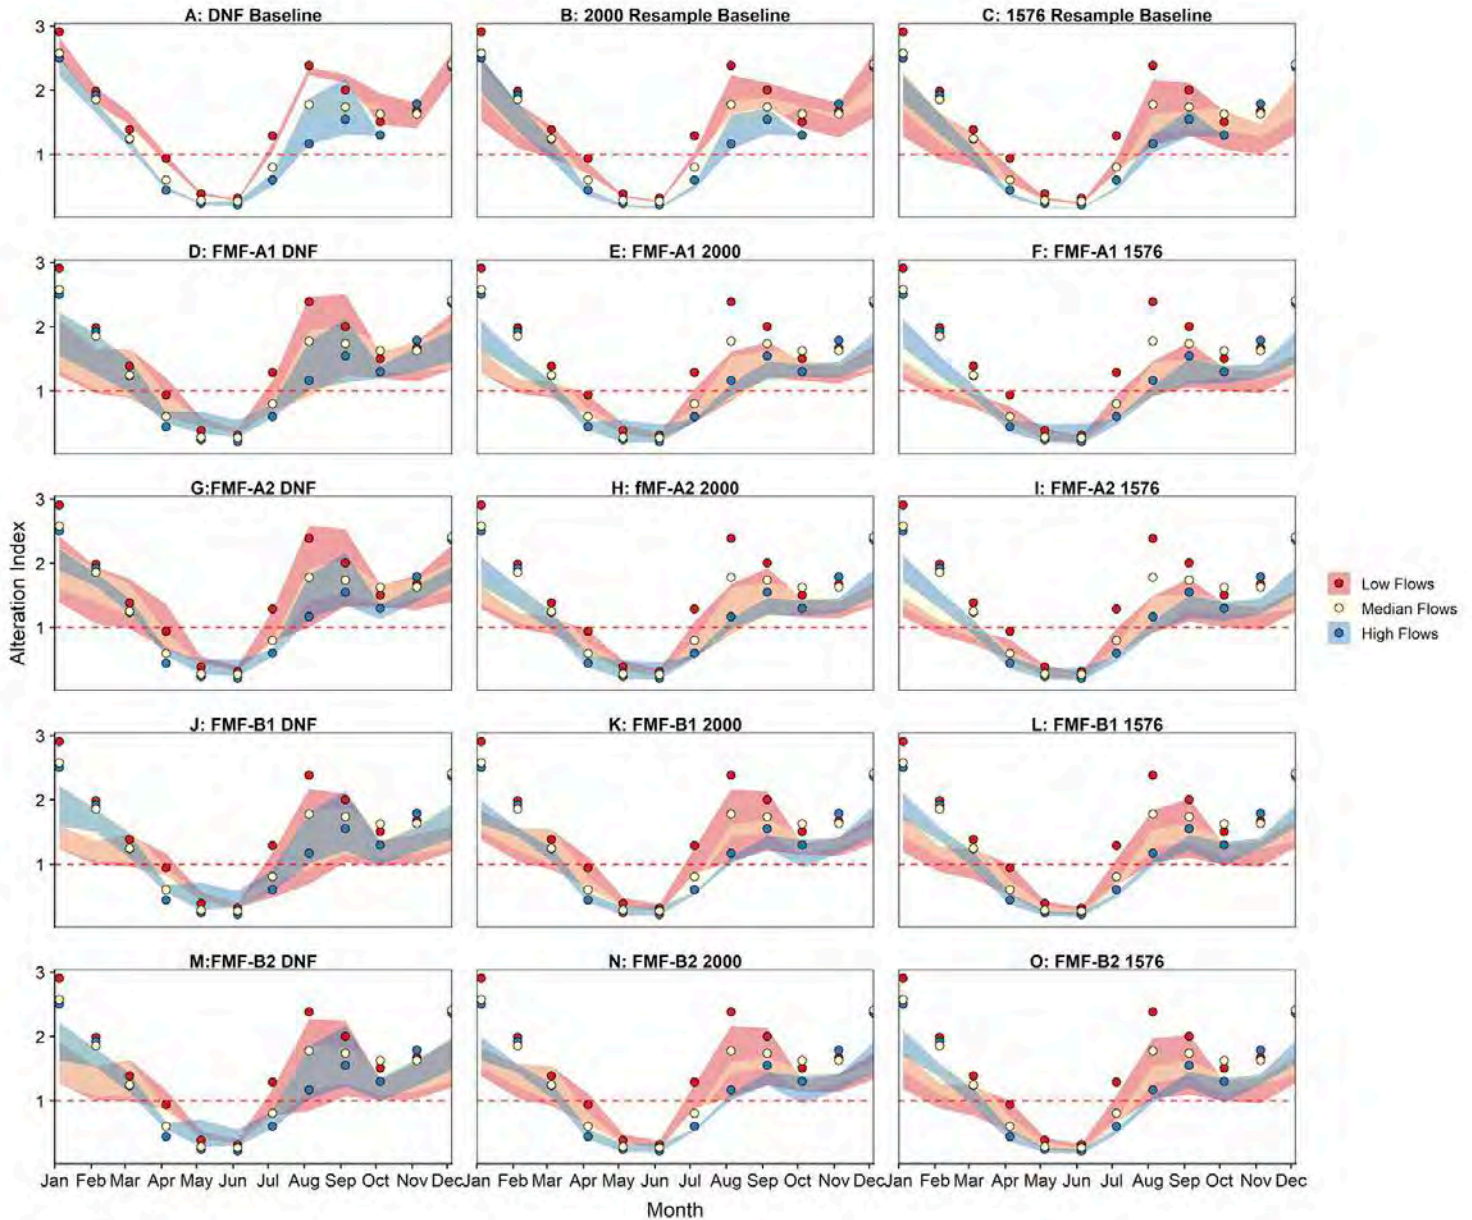 A: DNF Baseline
B: 2000 Resample Baseline
C: 1576 Resample Baseline
3
2
1
D: FMF-A1 DNF
E: FMF-A1 2000
F: FMF-A1 1576
3
2
1
G:FMF-A2 DNF
H: fMF-A2 2000
I: FMF-A2 1576
3
2
1
Alteration Index
Low Flows
Median Flows
High Flows
J: FMF-B1 DNF
K: FMF-B1 2000
L: FMF-B1 1576
3
2
1
M:FMF-B2 DNF
N: FMF-B2 2000
O: FMF-B2 1576
3
2
1
Jan Feb Mar Apr May Jun Jul Aug Sep Oct Nov Dec
Jan Feb Mar Apr May Jun Jul Aug Sep Oct Nov Dec
Jan Feb Mar Apr May Jun Jul Aug Sep Oct Nov Dec
Month